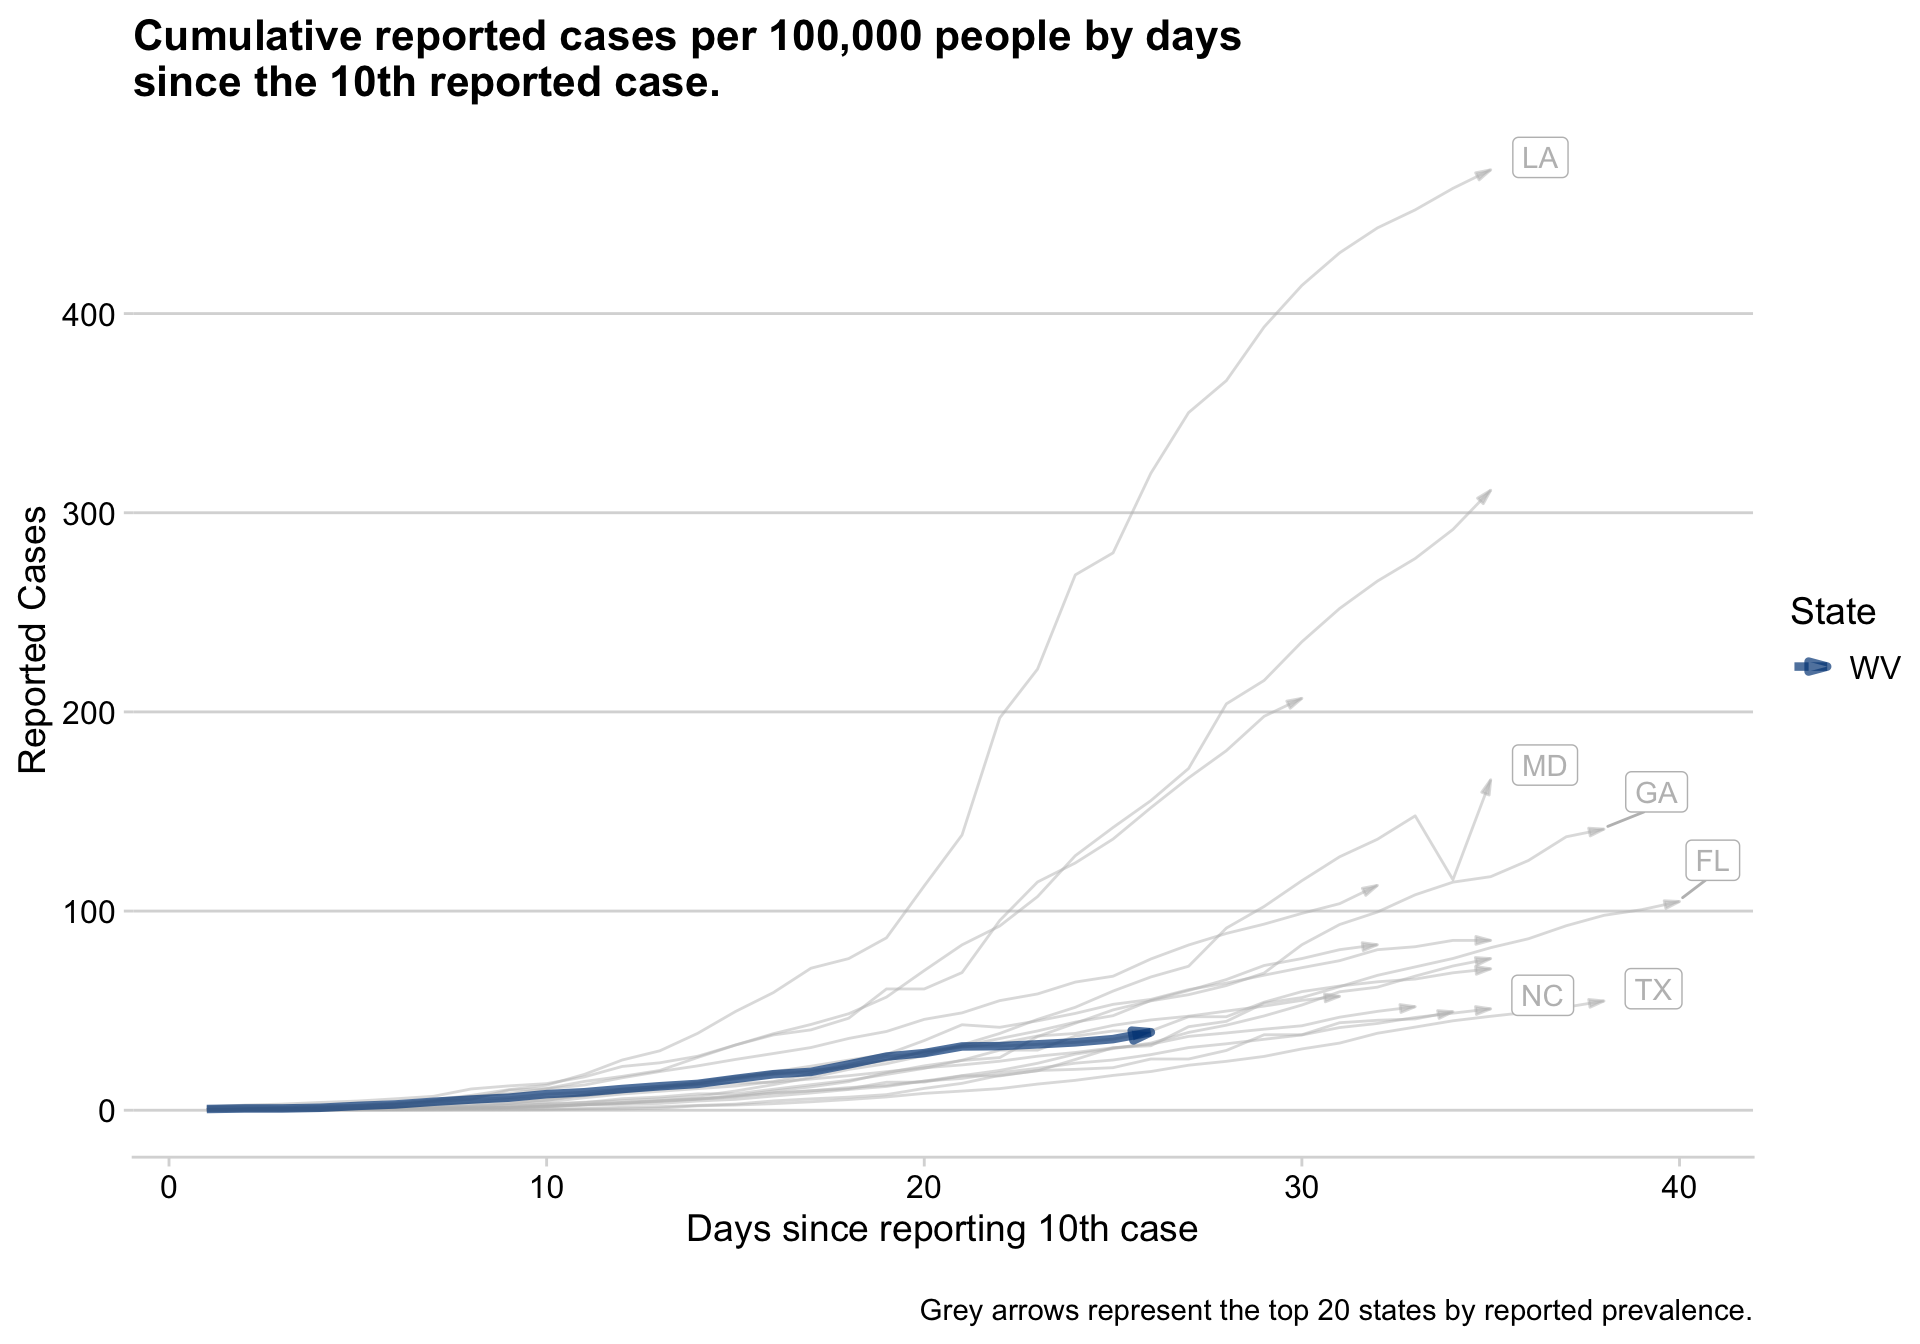 Cumulative reported cases per 100,000 people by days
since the 10th reported case.
LA
400
300
200
100
0
Reported Cases
MD
GA
FL
NC
TX
State
WV
0
10
20
30
40
Days since reporting 10th case
Grey arrows represent the top 20 states by reported prevalence.